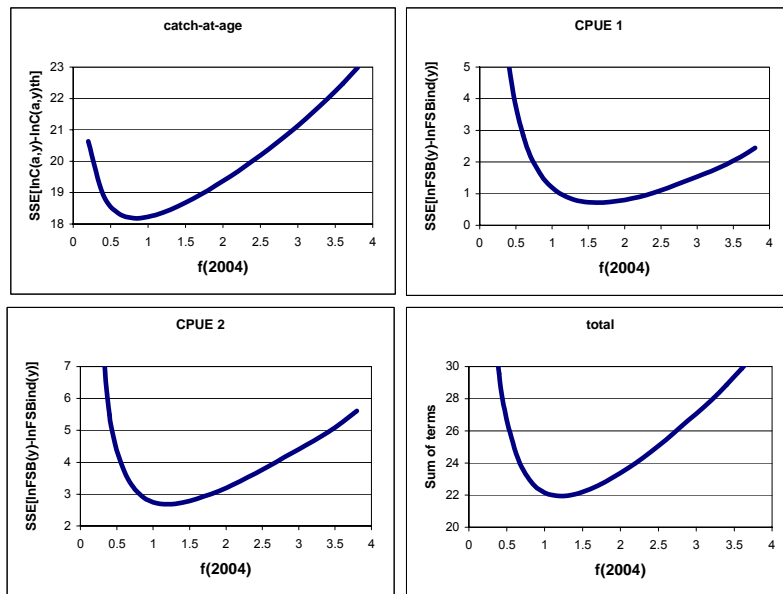 catch-at-age
SSE[lnC(a,y)-lnC(a,y)th]
23
22
21
20
19
18
0 0.5 1 1.5 2 2.5 3 3.5 4
f(2004)
CPUE 1
SSE[lnFSB(y)-lnFSBind(y)]
5
4
3
2
1
0
0 0.5 1 1.5 2 2.5 3 3.5 4
f(2004)
CPUE 2
SSE[lnFSB(y)-lnFSBind(y)]
7
6
5
4
3
2
0 0.5 1 1.5 2 2.5 3 3.5 4
f(2004)
total
Sum of terms
30
28
26
24
22
20
0 0.5 1 1.5 2 2.5 3 3.5 4
f(2004)